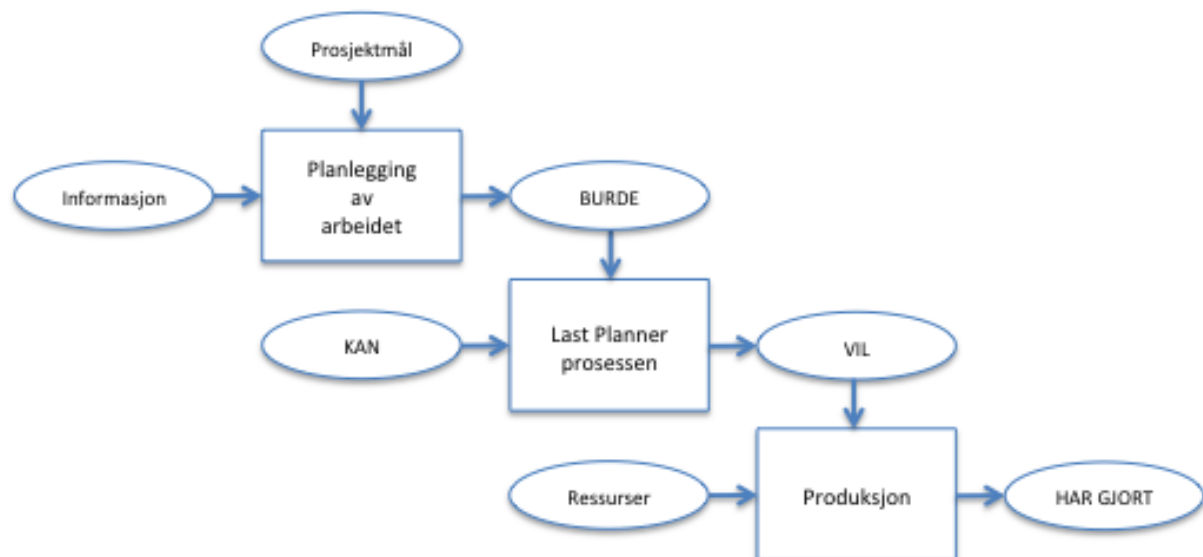 Prosjektmål
Planlegging
av
arbeidet
Informasjon
BURDE
KAN
Last Planner
prosessen
VIL
Ressurser
Produksjon
HAR GJORT